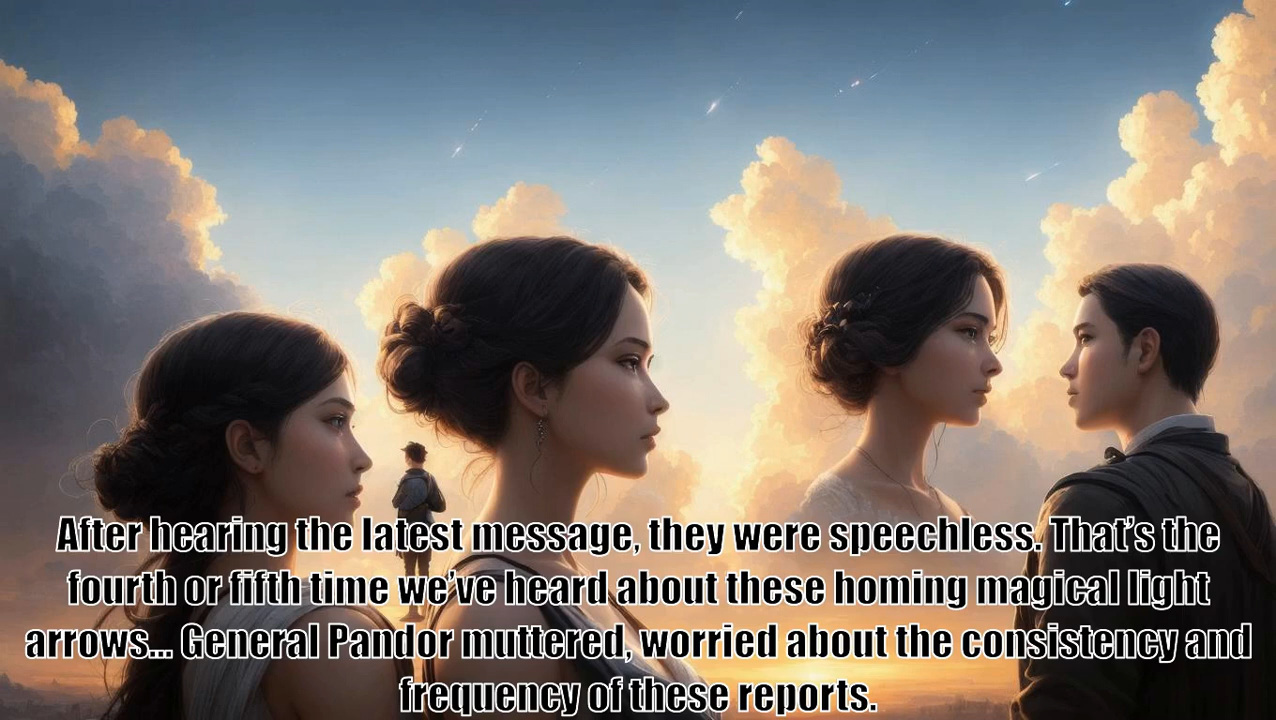 After hearing the latest message, they were speechless. That’s the
fourth or fifth time we’ve heard about these homing magical light
arrows... General Pandor muttered, worried about the consistency and
frequency of these reports.